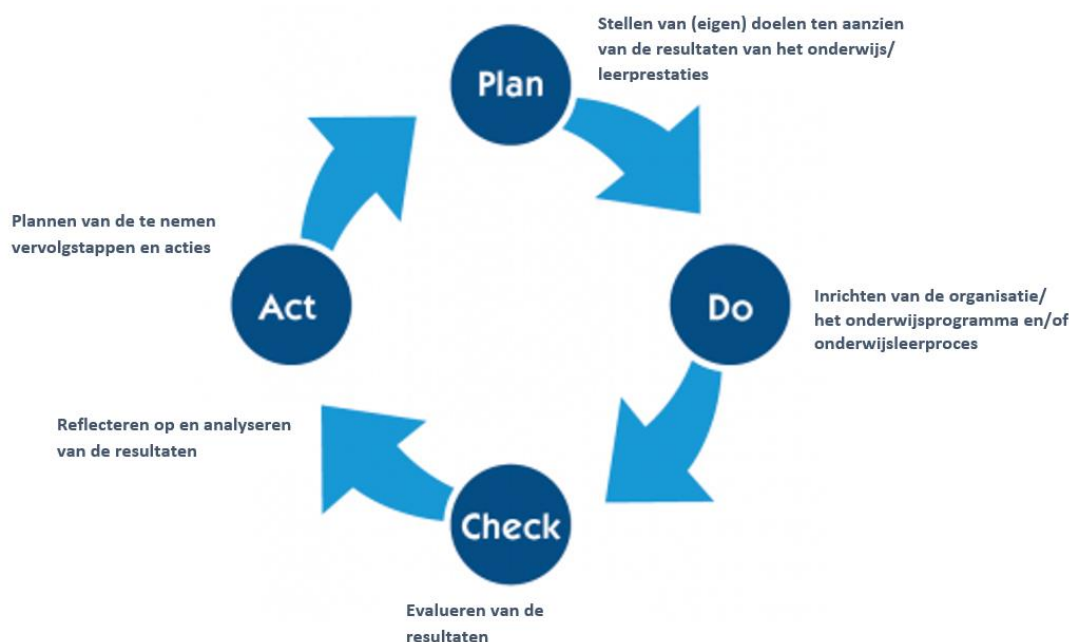 Plan
Stellen van (eigen) doelen ten aanzien
van de resultaten van het onderwijs/
leerprestaties
Do
Inrichten van de organisatie/
het onderwijsprogramma en/of
onderwijsleerproces
Check
Evalueren van de
resultaten
Reflecteren op en analyseren
van de resultaten
Act
Plannen van de te nemen
vervolgstappen en acties